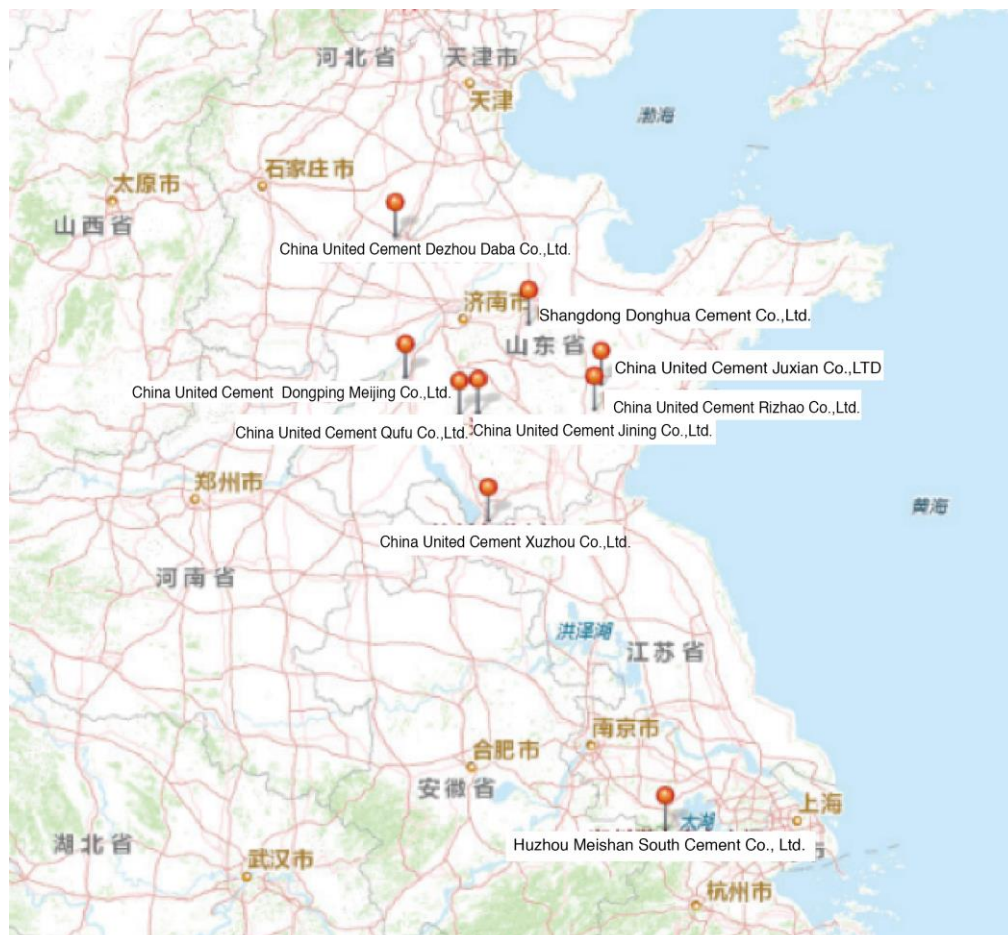 河北省
天津市
天津
渤海
石家庄市
太原市
山西省
China United Cement Dezhou Daba Co.,Ltd.
济南市
Shangdong Donghua Cement Co.,Ltd.
山东省
China United Cement Juxian Co.,LTD
China United Cement Dongping Meijing Co.,Ltd.
China United Cement Rizhao Co.,Ltd.
China United Cement Qufu Co.,Ltd.
China United Cement Jining Co.,Ltd.
郑州市
黄海
China United Cement Xuzhou Co.,Ltd.
河南省
洪泽湖
江苏省
南京市
合肥市
安徽省
上海
太湖
湖北省
Huzhou Meishan South Cement Co., Ltd.
市
武汉市
杭州市